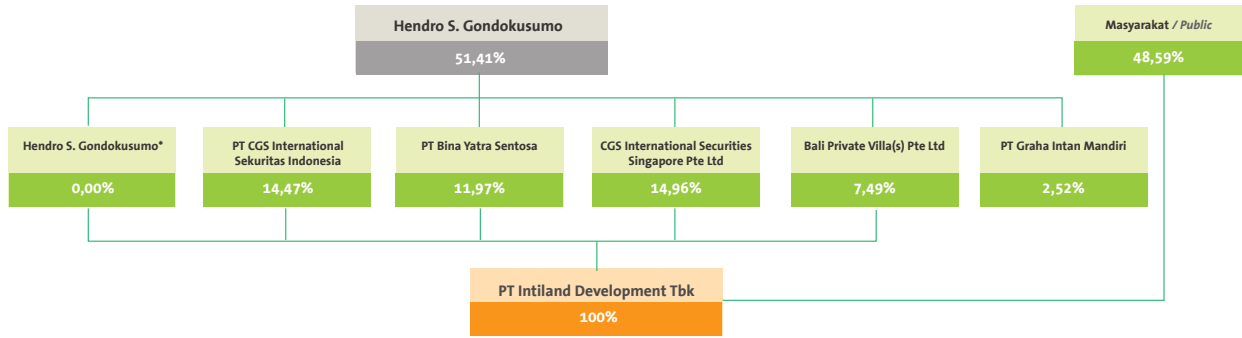 Hendro S. Gondokusumo
51,41%
Masyarakat / Public
48,59%
Hendro S. Gondokusumo*
0,00%
PT CGS International
Sekuritas Indonesia
14,47%
PT Bina Yatra Sentosa
11,97%
CGS International Securities
Singapore Pte Ltd
14,96%
Bali Private Villa(s) Pte Ltd
7,49%
PT Graha Intan Mandiri
2,52%
PT Intiland Development Tbk
100%